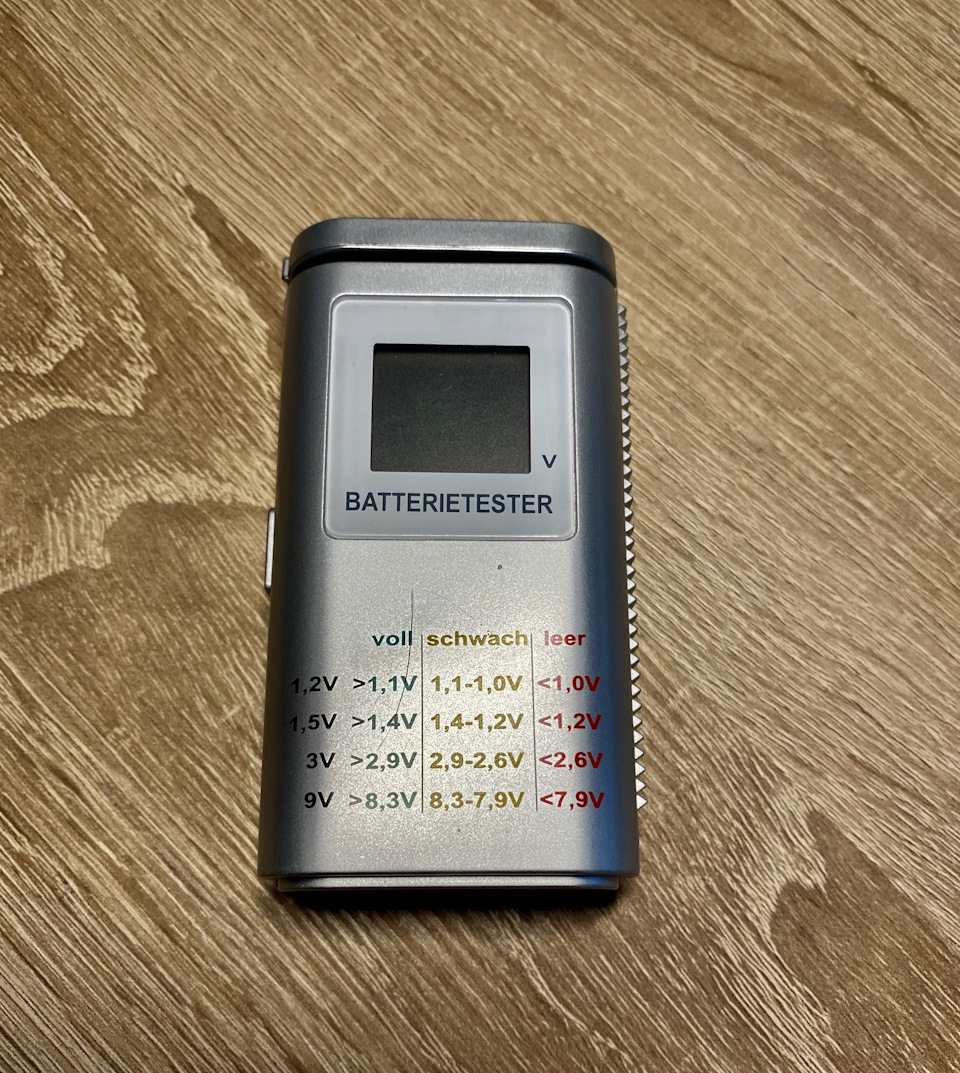 V
BATTERIETESTER
voll schwach leer
1,2V >1,1V 1,1-1,0V <1,0V
1,5V >1,4V 1,4-1,2V <1,2V
3V >2,9V 2,9-2,6V <2,6V
9V >8,3V 8,3-7,9V <7,9V